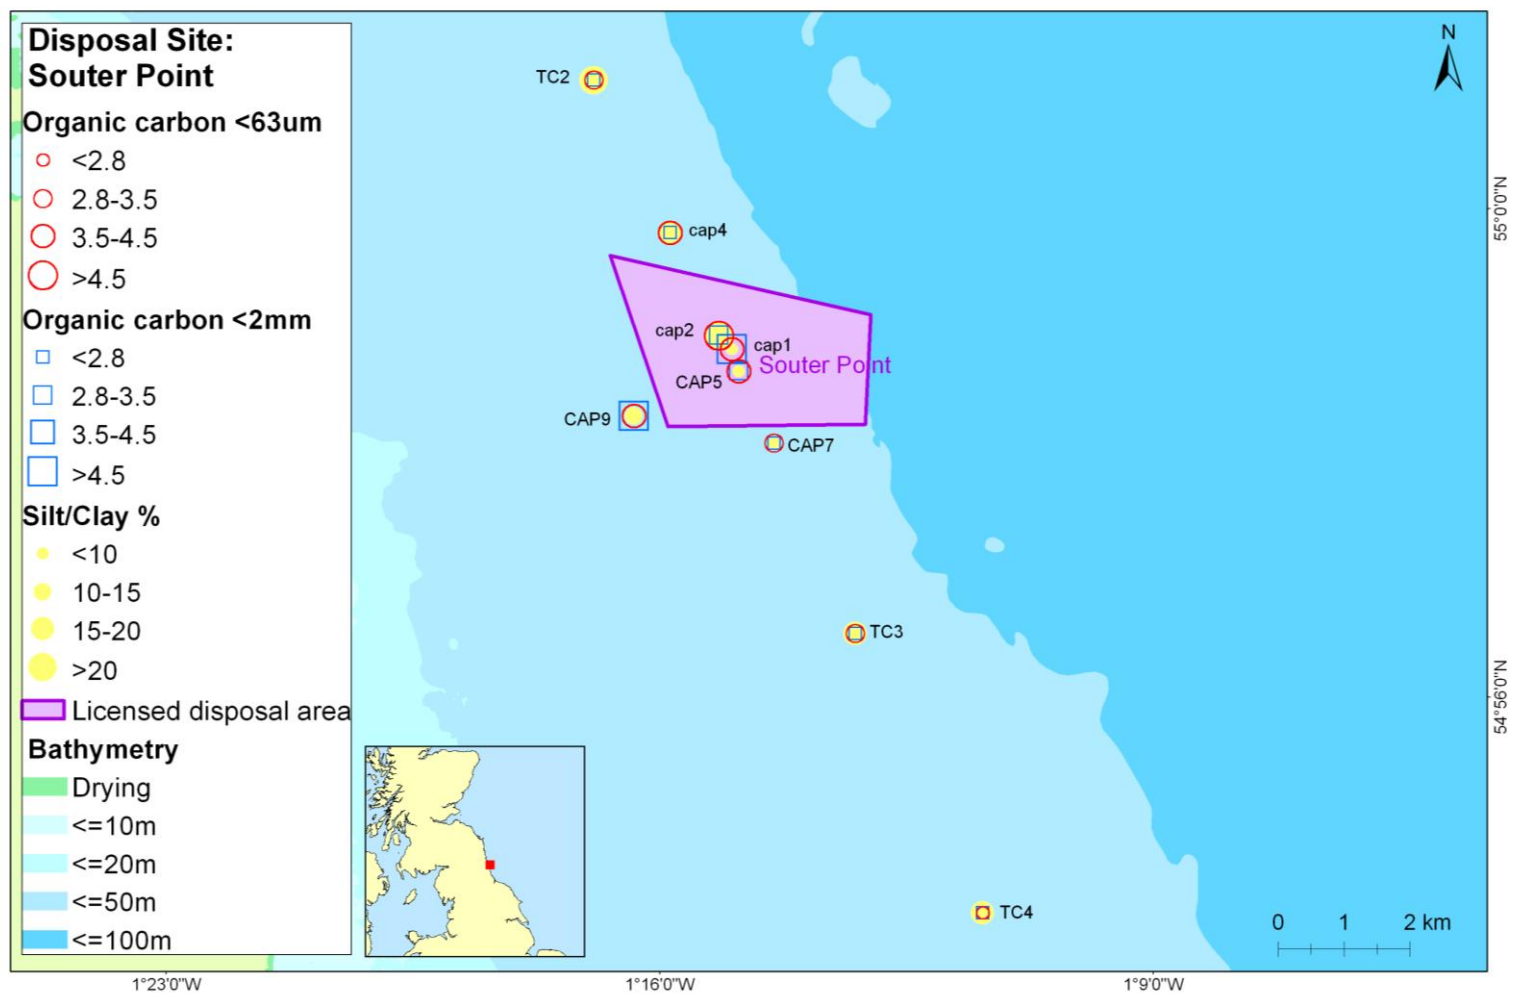 Disposal Site:
Souter Point
Organic carbon <63um
<2.8
2.8-3.5
3.5-4.5
>4.5
Organic carbon <2mm
<2.8
2.8-3.5
3.5-4.5
>4.5
Silt/Clay %
<10
10-15
15-20
>20
Licensed disposal area
Bathymetry
Drying
<=10m
<=20m
<=50m
<=100m
TC2
cap4
cap2
cap1
Souter Point
CAP5
CAP9
CAP7
TC3
TC4
N
55°0'0"N
54°56'0"N
0 1 2 km
1°23'0"W
1°16'0"W
1°9'0"W